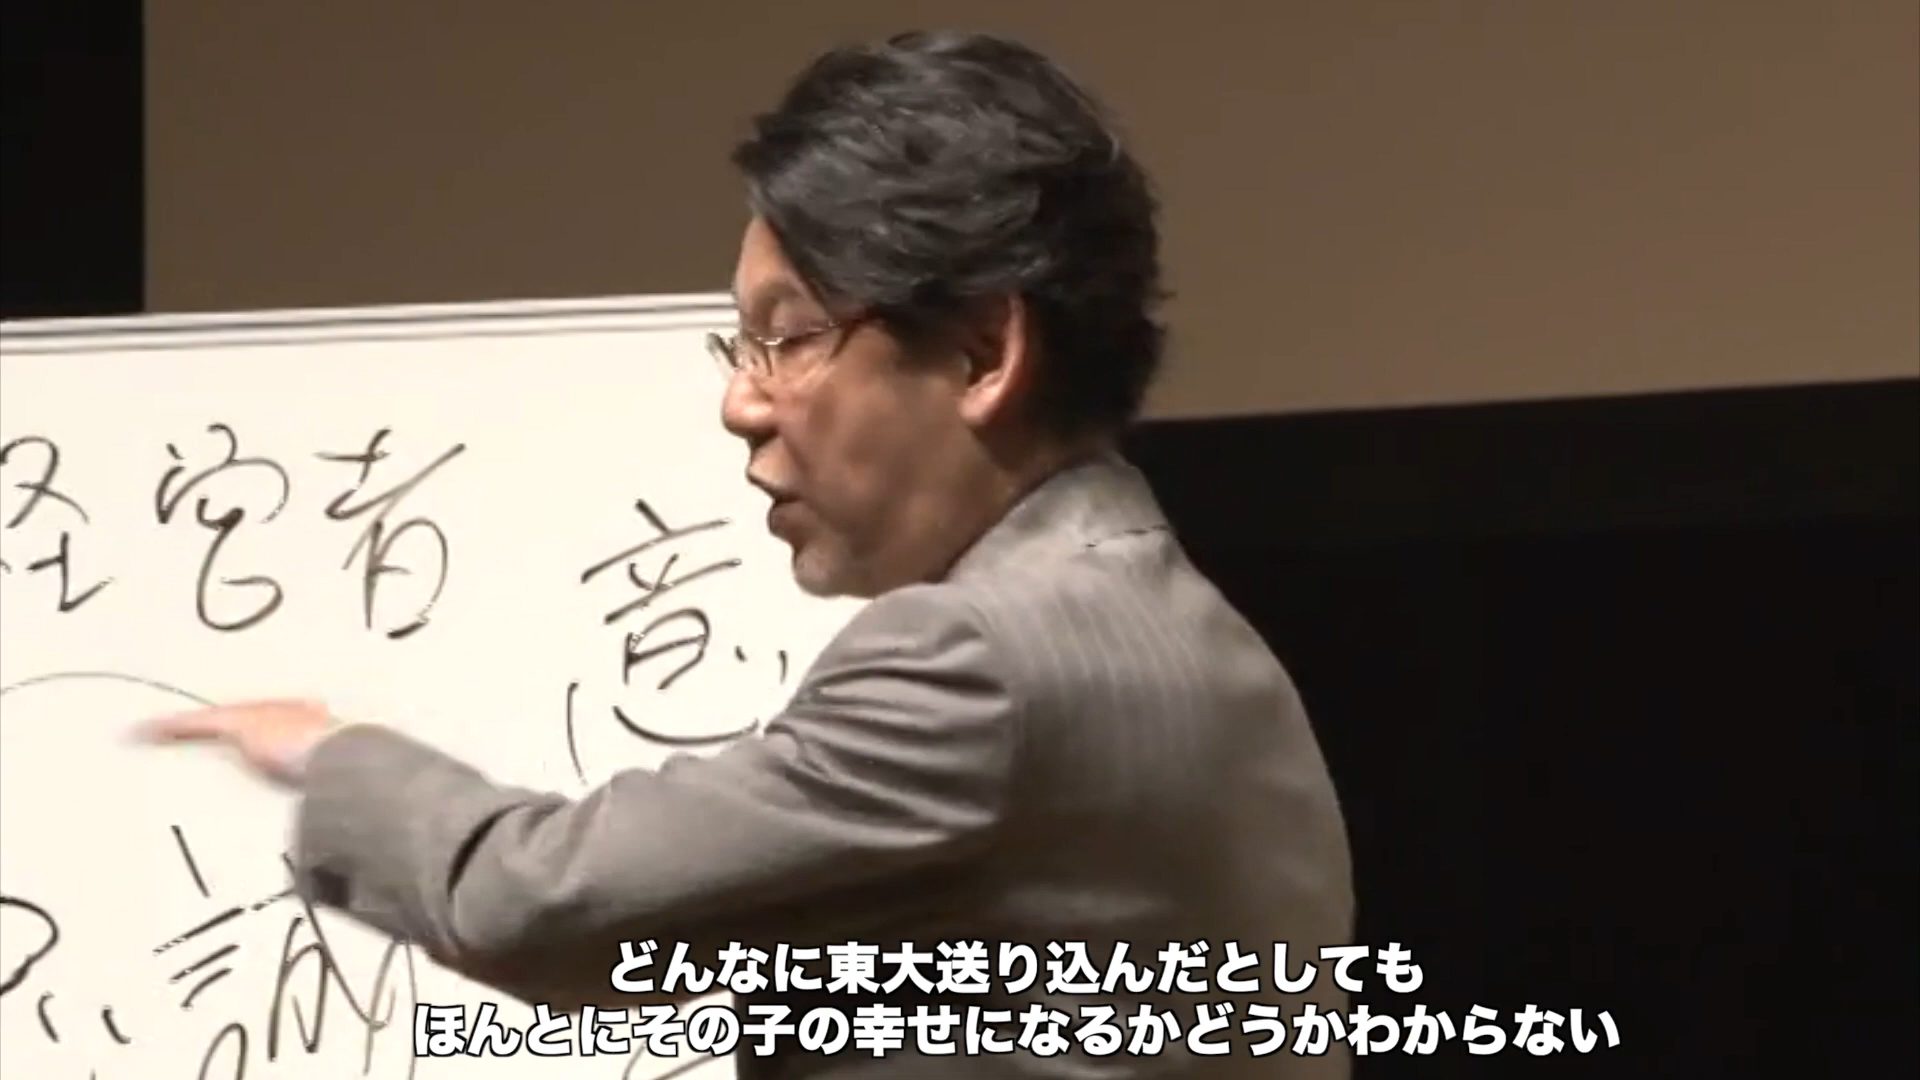 経営者
意
意識
どんなに東大送り込んだとしても
ほんとにその子の幸せになるかどうかわからない